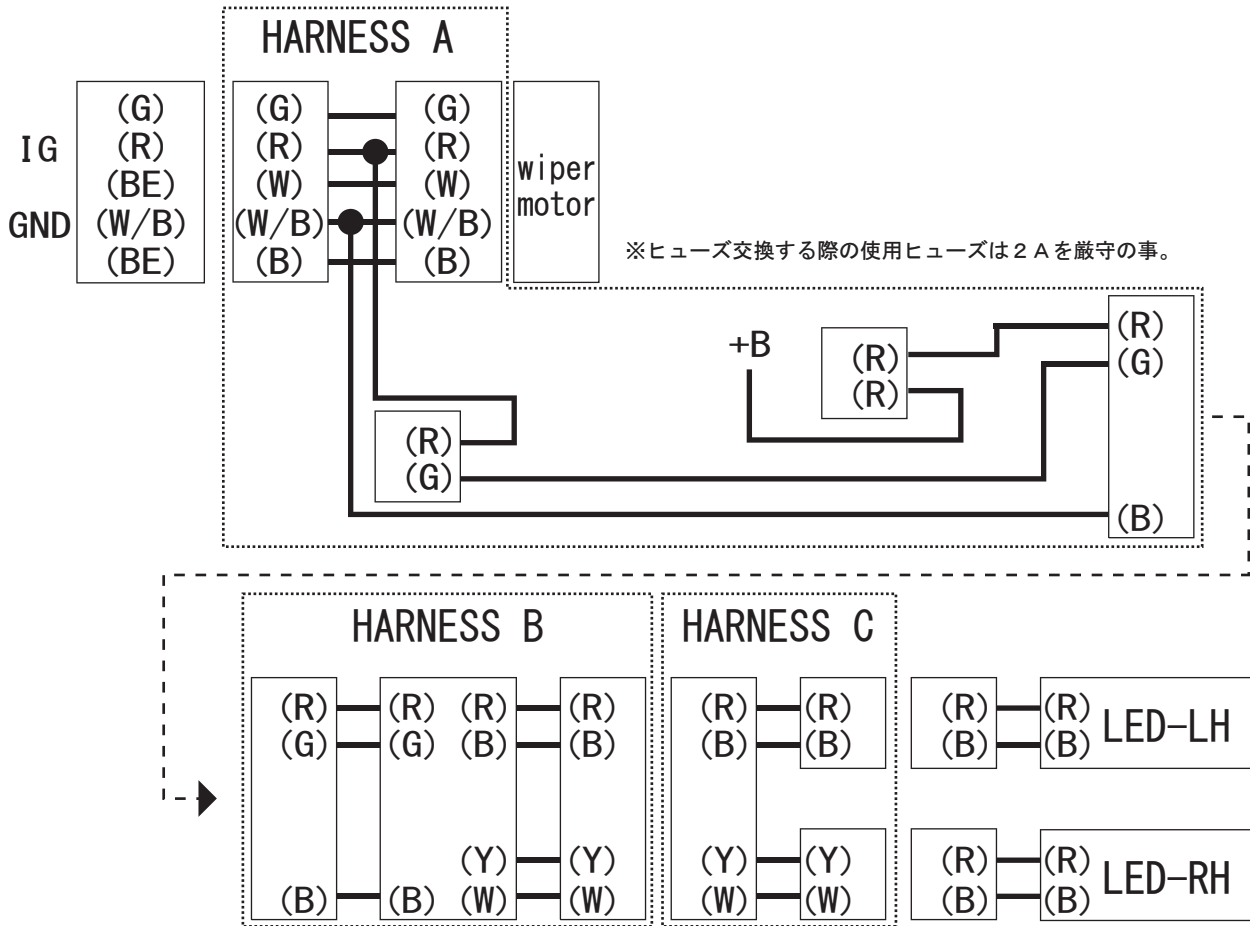 HARNESS A
IG
GND
(G)
(R)
(BE)
(W/B)
(BE)
(G)
(R)
(W)
(W/B)
(B)
(G)
(R)
(W)
(W/B)
(B)
wiper
motor
※ヒューズ交換する際の使用ヒューズは2Aを厳守の事。
+B
(R)
(R)
(R)
(G)
(B)
(R)
(G)
HARNESS B
(R)
(G)
(B)
(R)
(G)
(B)
(R)
(B)
(Y)
(W)
(R)
(B)
(Y)
(W)
HARNESS C
(R)
(B)
(Y)
(W)
(R)
(B)
(Y)
(W)
(R)
(B)
(R)
(B)
LED-LH
(R)
(B)
(R)
(B)
LED-RH